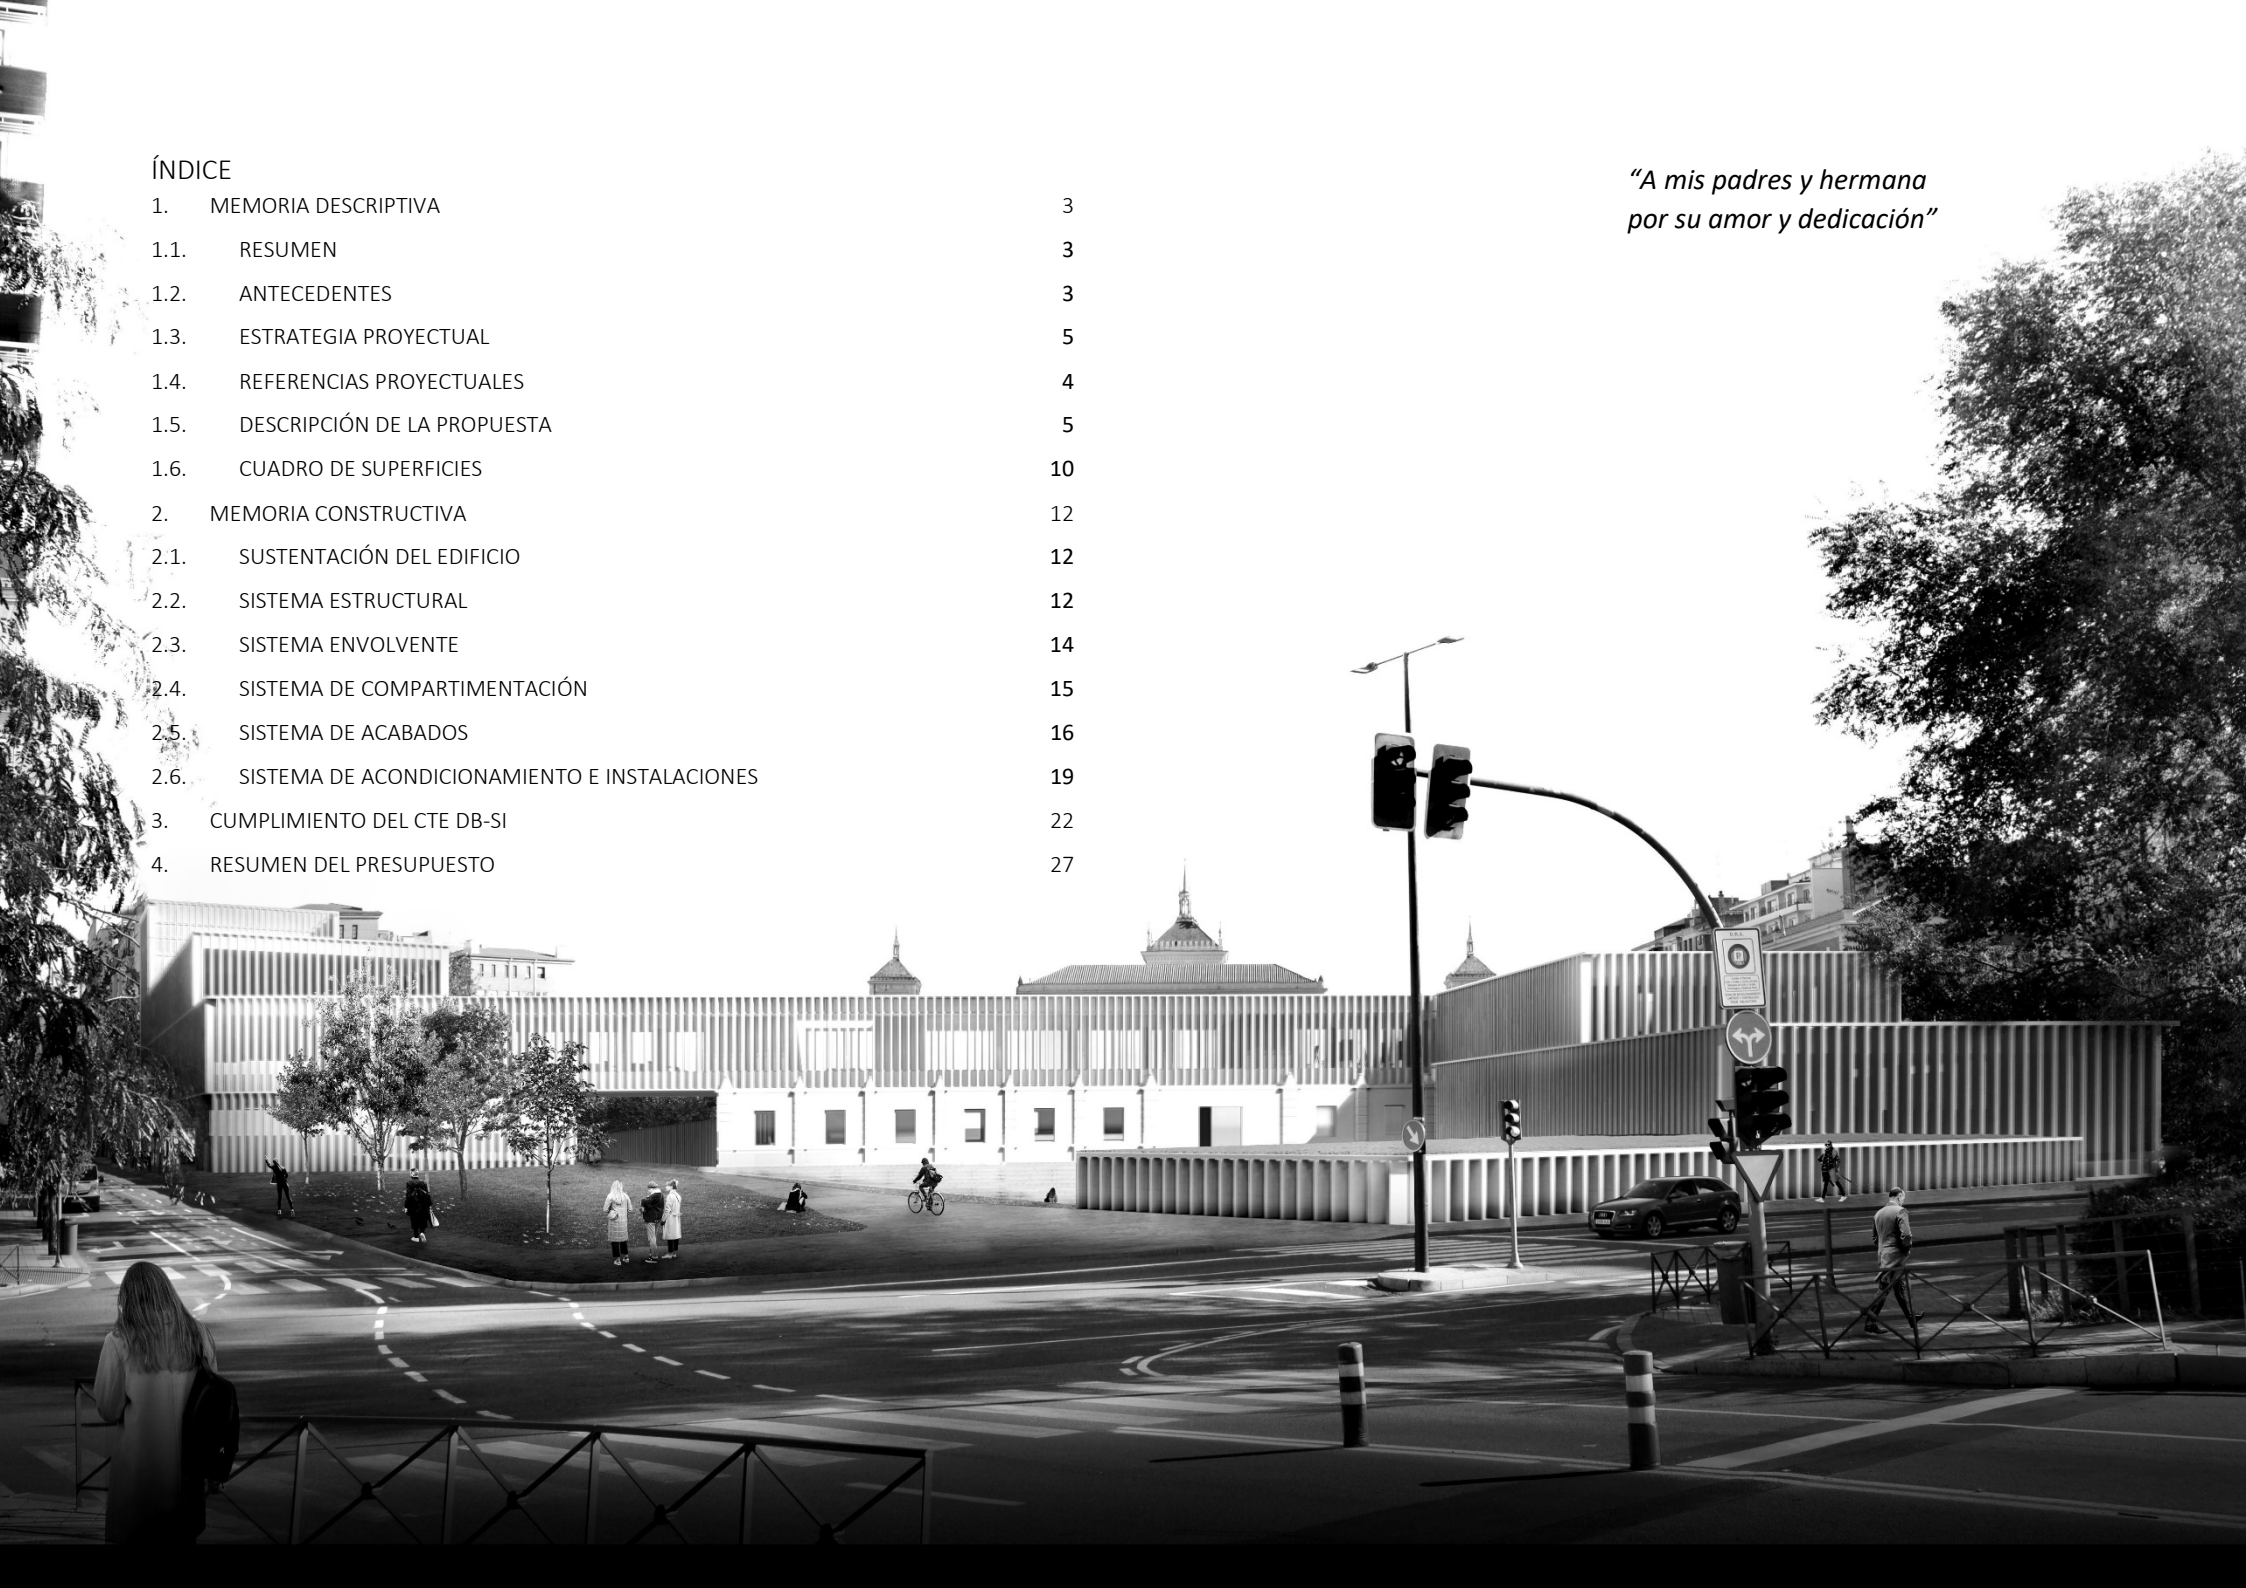 ÍNDICE
1. MEMORIA DESCRIPTIVA 3
1.1. RESUMEN 3
1.2. ANTECEDENTES 3
1.3. ESTRATEGIA PROYECTUAL 5
1.4. REFERENCIAS PROYECTUALES 4
1.5. DESCRIPCIÓN DE LA PROPUESTA 5
1.6. CUADRO DE SUPERFICIES 10
2. MEMORIA CONSTRUCTIVA 12
2.1. SUSTENTACIÓN DEL EDIFICIO 12
2.2. SISTEMA ESTRUCTURAL 12
2.3. SISTEMA ENVOLVENTE 14
2.4. SISTEMA DE COMPARTIMENTACIÓN 15
2.5. SISTEMA DE ACABADOS 16
2.6. SISTEMA DE ACONDICIONAMIENTO E INSTALACIONES 19
3. CUMPLIMIENTO DEL CTE DB-SI 22
4. RESUMEN DEL PRESUPUESTO 27
“A mis padres y hermana
por su amor y dedicación”